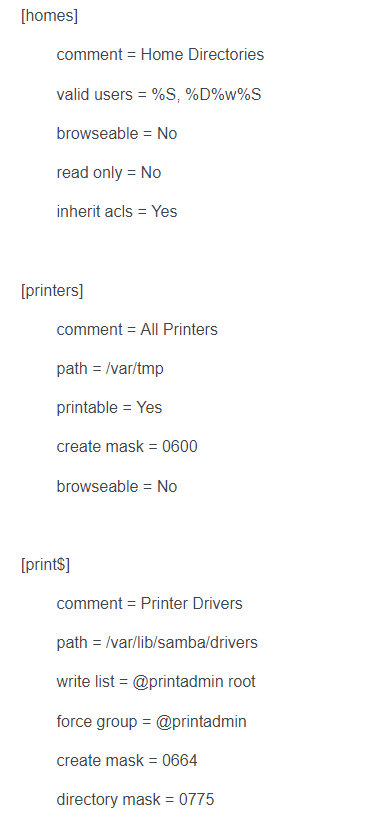 [homes]
comment = Home Directories
valid users = %S, %D%w%S
browseable = No
read only = No
inherit acls = Yes
[printers]
comment = All Printers
path = /var/tmp
printable = Yes
create mask = 0600
browseable = No
[print$]
comment = Printer Drivers
path = /var/lib/samba/drivers
write list = @printadmin root
force group = @printadmin
create mask = 0664
directory mask = 0775